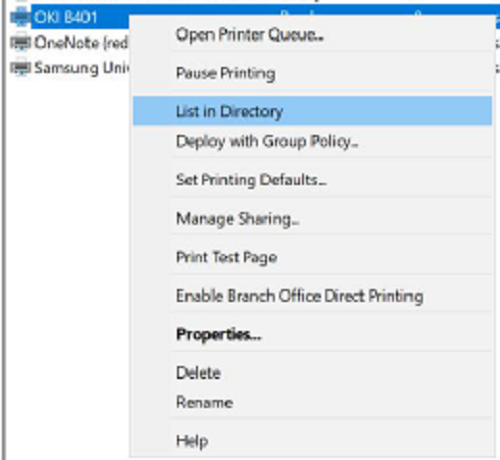 OKI B401
OneNote (red
Samsung Uni
Open Printer Queue...
Pause Printing
List in Directory
Deploy with Group Policy...
Set Printing Defaults...
Manage Sharing...
Print Test Page
Enable Branch Office Direct Printing
Properties...
Delete
Rename
Help